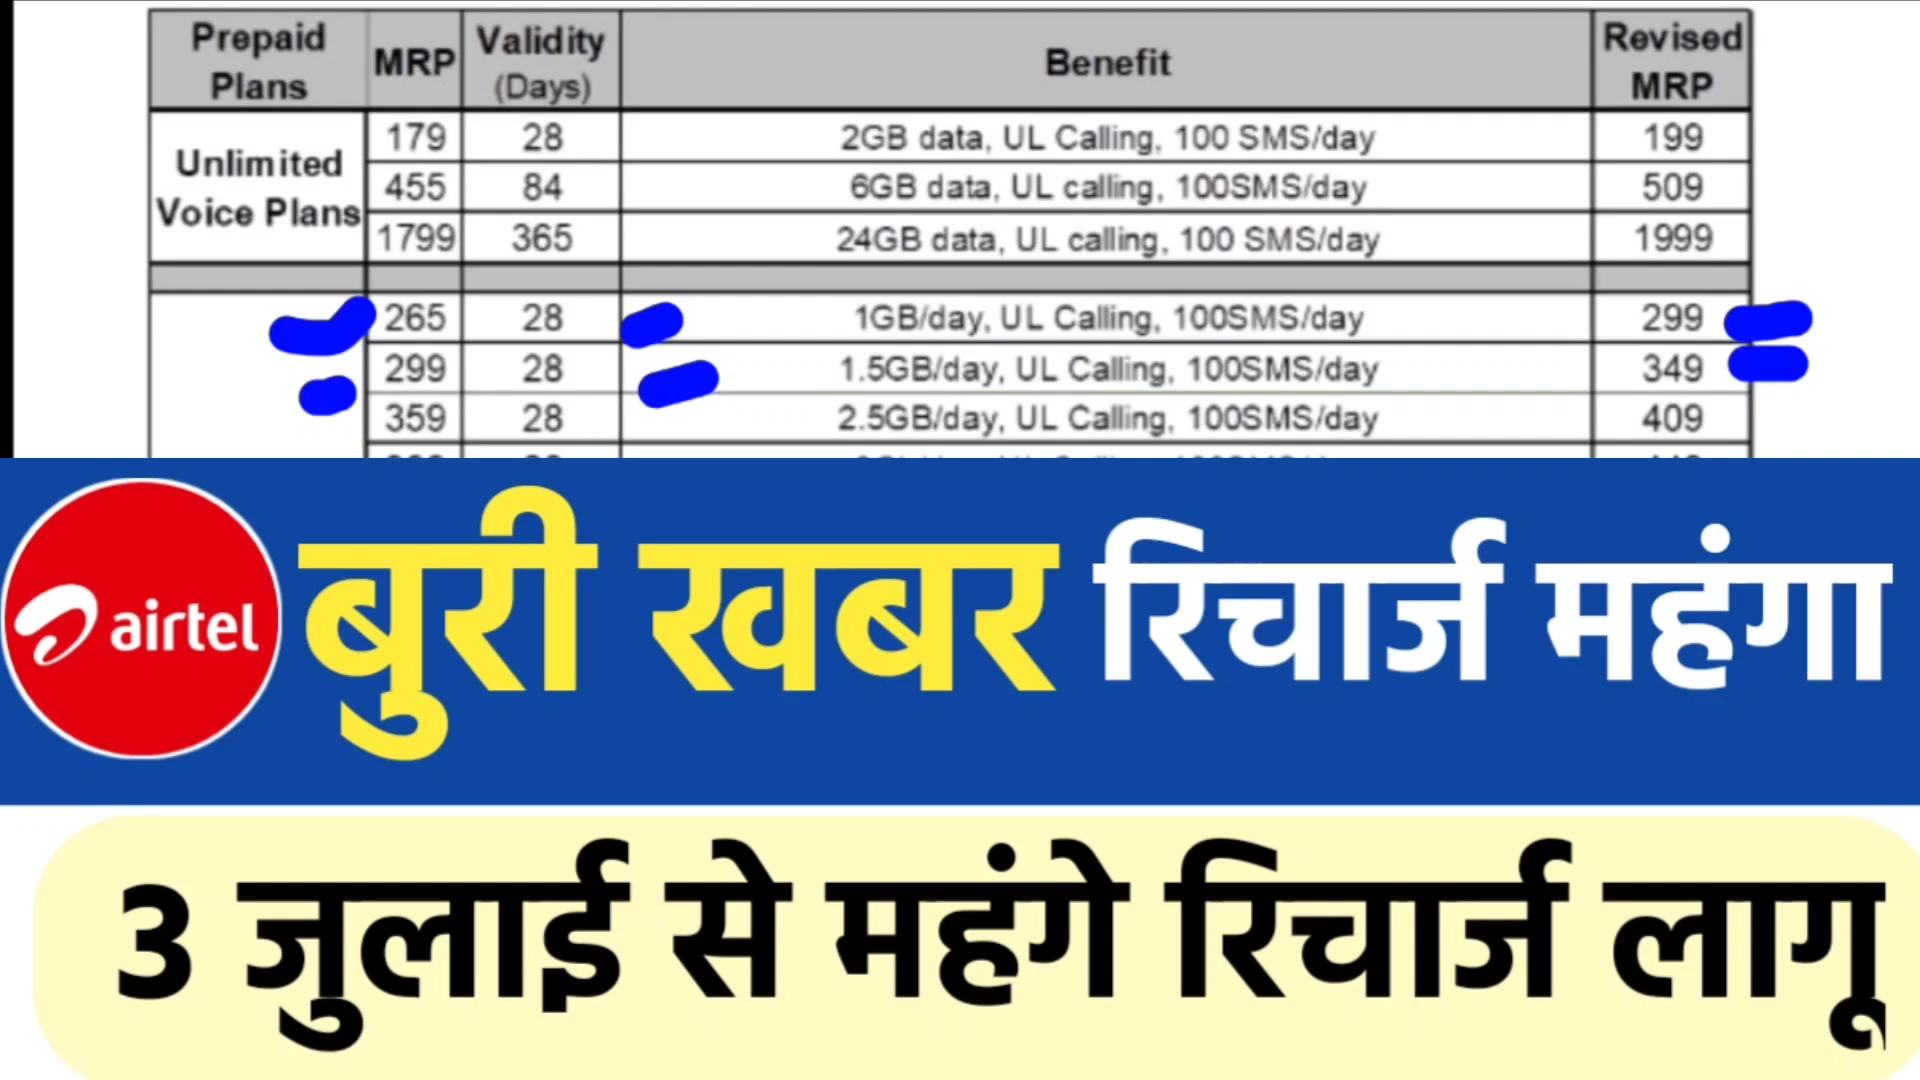 Prepaid Plans MRP Validity (Days) Benefit Revised MRP
Unlimited Voice Plans
179 28 2GB data, UL Calling, 100 SMS/day 199
455 84 6GB data, UL calling, 100SMS/day 509
1799 365 24GB data, UL calling, 100 SMS/day 1999
265 28 1GB/day, UL Calling, 100SMS/day 299
299 28 1.5GB/day, UL Calling, 100SMS/day 349
359 28 2.5GB/day, UL Calling, 100SMS/day 409
airtel बुरी खबर रिचार्ज महंगा
3 जुलाई से महंगे रिचार्ज लागू